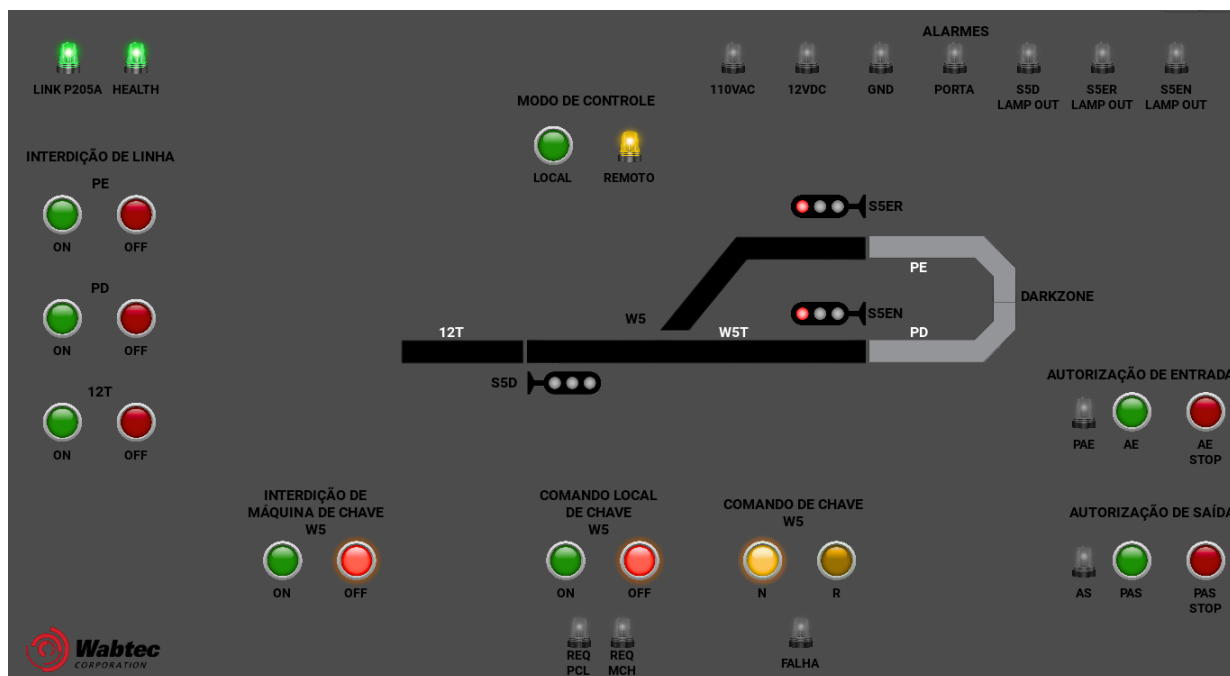 ALARMES
LINK P205A HEALTH
110VAC 12VDC GND PORTA S5D LAMP OUT S5ER LAMP OUT S5EN LAMP OUT
MODO DE CONTROLE
LOCAL REMOTO
INTERDIÇÃO DE LINHA
PE
ON OFF
PD
ON OFF
12T
ON OFF
S5ER
PE
DARKZONE
S5EN
W5
12T W5T PD
S5D
AUTORIZAÇÃO DE ENTRADA
PAE AE AE
STOP
INTERDIÇÃO DE
MÁQUINA DE CHAVE
W5
ON OFF
COMANDO LOCAL
DE CHAVE
W5
ON OFF
REQ
PCL
REQ
MCH
COMANDO DE CHAVE
W5
N R
FALHA
AUTORIZAÇÃO DE SAÍDA
AS PAS PAS
STOP
Wabtec
CORPORATION